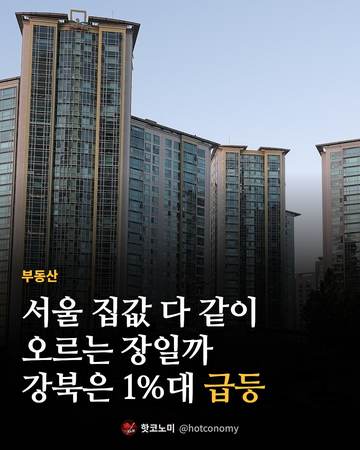 부동산
서울 집값 다 같이
오르는 장일까
강북은 1%대 급등
핫코노미 @hotconomy